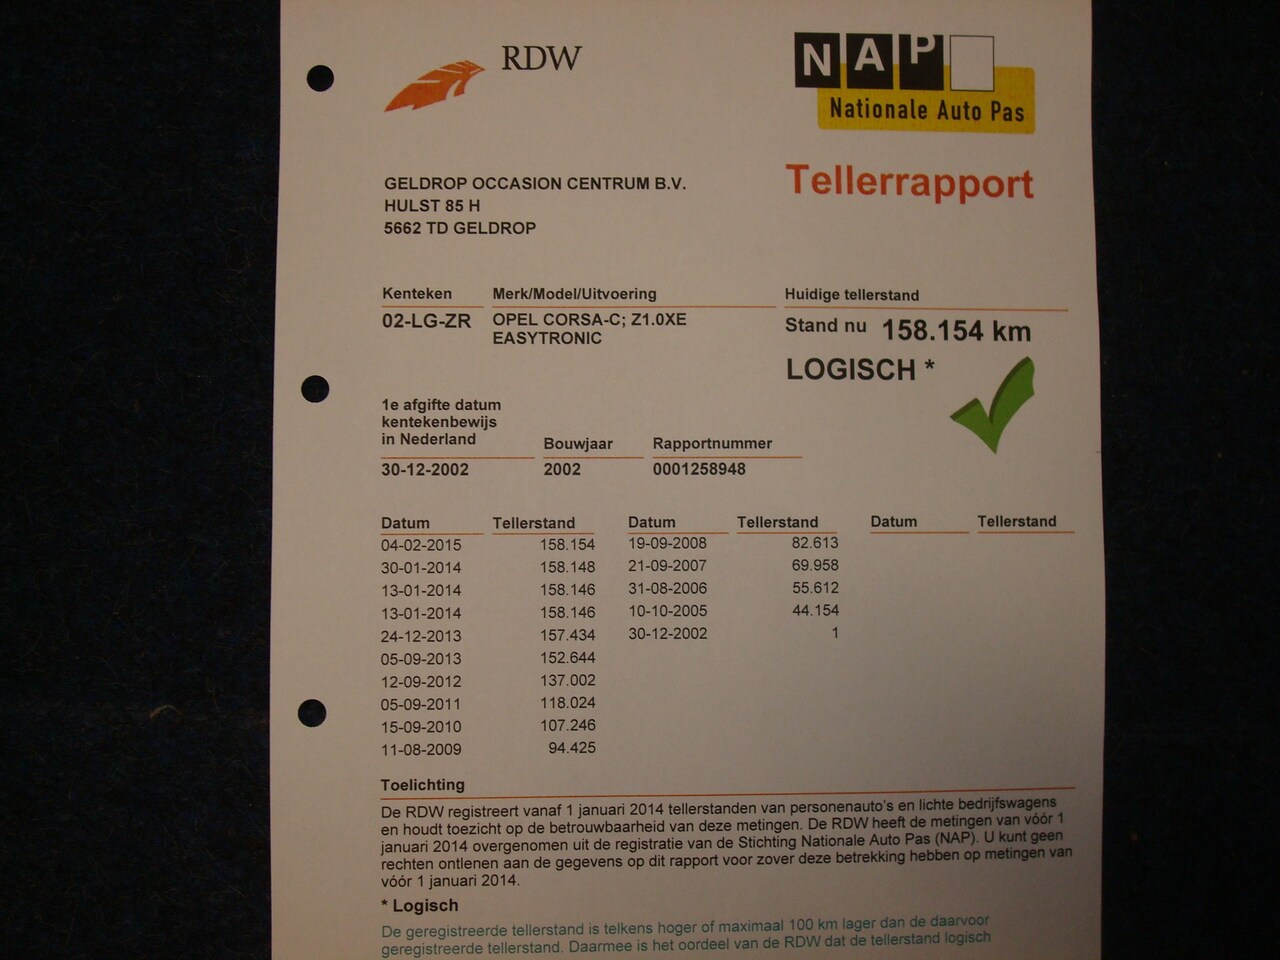 RDW
NAP
Nationale Auto Pas
Tellerrapport
GELDROP OCCASION CENTRUM B.V.
HULST 85 H
5662 TD GELDROP
Kenteken Merk/Model/Uitvoering Huidige tellerstand
02-LG-ZR OPEL CORSA-C; Z1.0XE
EASYTRONIC
Stand nu 158.154 km
LOGISCH *
1e afgifte datum
kentekenbewijs
in Nederland Bouwjaar Rapportnummer
30-12-2002 2002 0001258948
Datum Tellerstand Datum Tellerstand Datum Tellerstand
04-02-2015 158.154 19-09-2008 82.613
30-01-2014 158.148 21-09-2007 69.958
13-01-2014 158.146 31-08-2006 55.612
13-01-2014 158.146 10-10-2005 44.154
24-12-2013 157.434 30-12-2002 1
05-09-2013 152.644
12-09-2012 137.002
05-09-2011 118.024
15-09-2010 107.246
11-08-2009 94.425
Toelichting
De RDW registreert vanaf 1 januari 2014 tellerstanden van personenauto's en lichte bedrijfswagens
en houdt toezicht op de betrouwbaarheid van deze metingen. De RDW heeft de metingen van vóór 1
januari 2014 overgenomen uit de registratie van de Stichting Nationale Auto Pas (NAP). U kunt geen
rechten ontlenen aan de gegevens op dit rapport voor zover deze betrekking hebben op metingen van
vóór 1 januari 2014.
* Logisch
De geregistreerde tellerstand is telkens hoger of maximaal 100 km lager dan de daarvoor
geregistreerde tellerstand. Daarmee is het oordeel van de RDW dat de tellerstand logisch